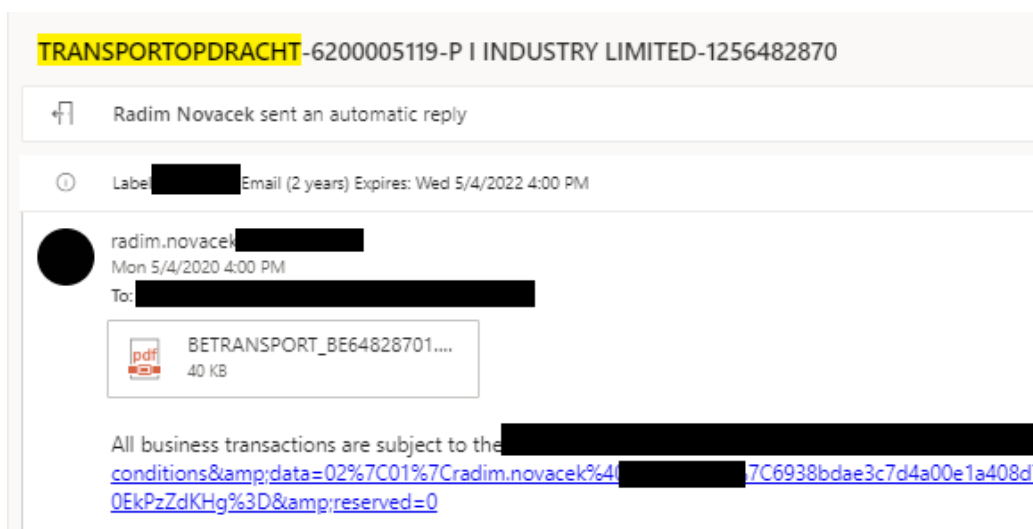 TRANSPORTOPDRACHT-6200005119-P I INDUSTRY LIMITED-1256482870
Radim Novacek sent an automatic reply
Label Email (2 years) Expires: Wed 5/4/2022 4:00 PM
radim.novacek
Mon 5/4/2020 4:00 PM
To:
pdf
BETRANSPORT_BE64828701....
40 KB
All business transactions are subject to the
conditions&amp;data=02%7C01%7Cradim.novacek%40 7C6938bdae3c7d4a00e1a408d
0EkPzZdKHg%3D&amp;reserved=0